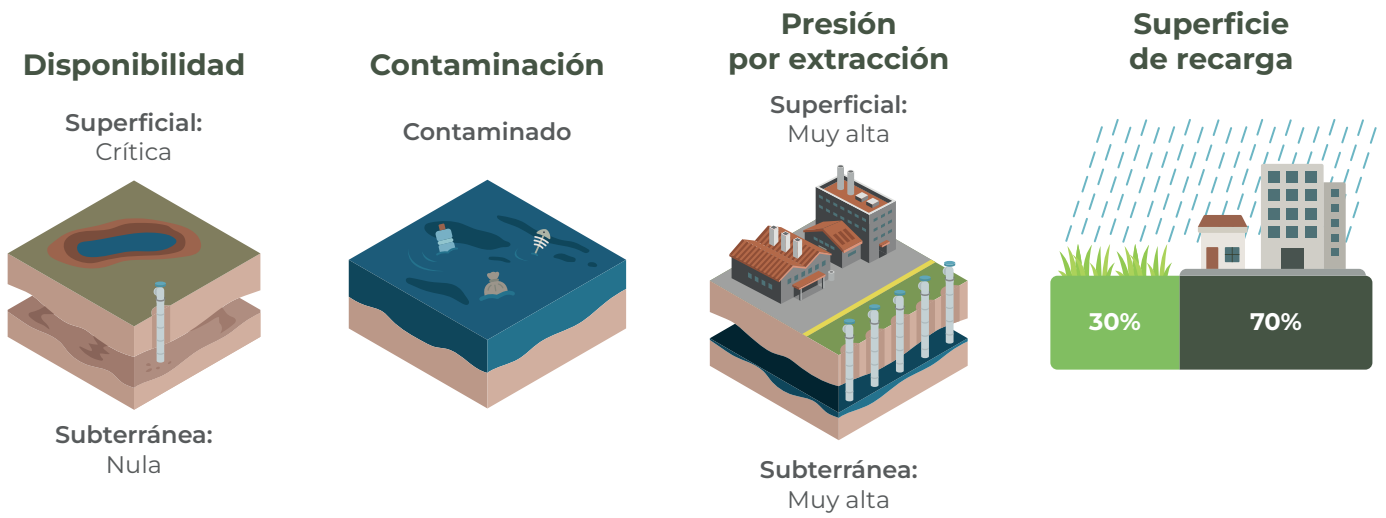 Disponibilidad
Superficial:
Crítica
Subterránea:
Nula
Contaminación
Contaminado
Presión
por extracción
Superficial:
Muy alta
Subterránea:
Muy alta
Superficie
de recarga
30%
70%